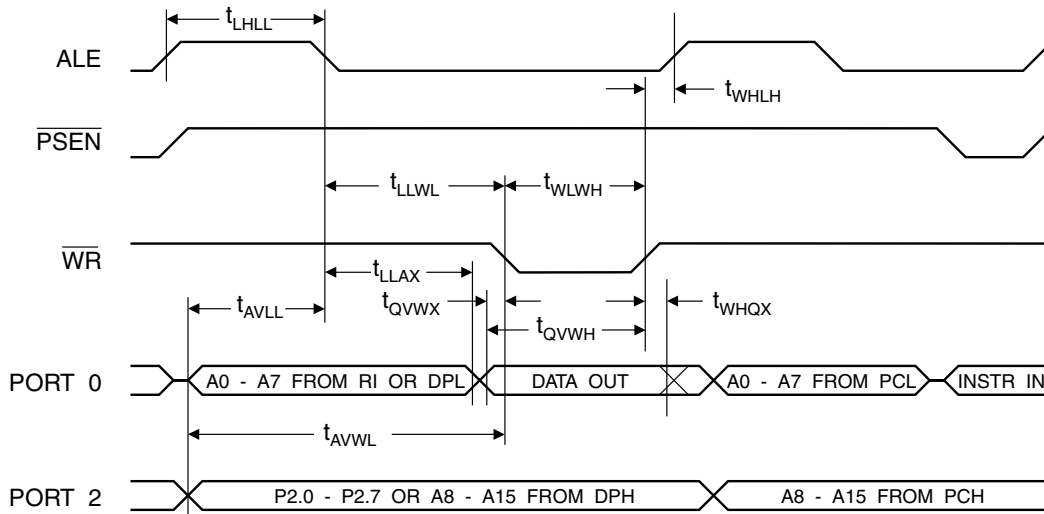 tLHLL
ALE
tWHLH
PSEN
tLLWL
tWLWH
WR
tLLAX
tAVLL
tQVWX
tWHQX
tQVWH
PORT 0
A0 - A7 FROM RI OR DPL
DATA OUT
A0 - A7 FROM PCL
INSTR IN
tAVWL
PORT 2
P2.0 - P2.7 OR A8 - A15 FROM DPH
A8 - A15 FROM PCH